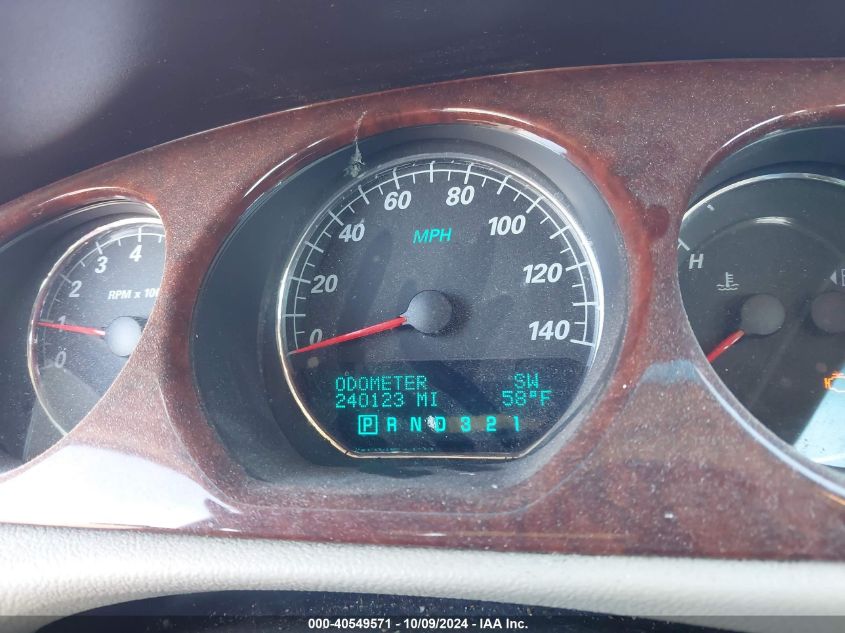 0 1 2 3 4
RPM x 100
0 20 40 60 80 100 120 140
MPH
ODOMETER SW
240123 MI 58°F
P R N D 3 2 1
H
000-40549571 - 10/09/2024 - IAA Inc.